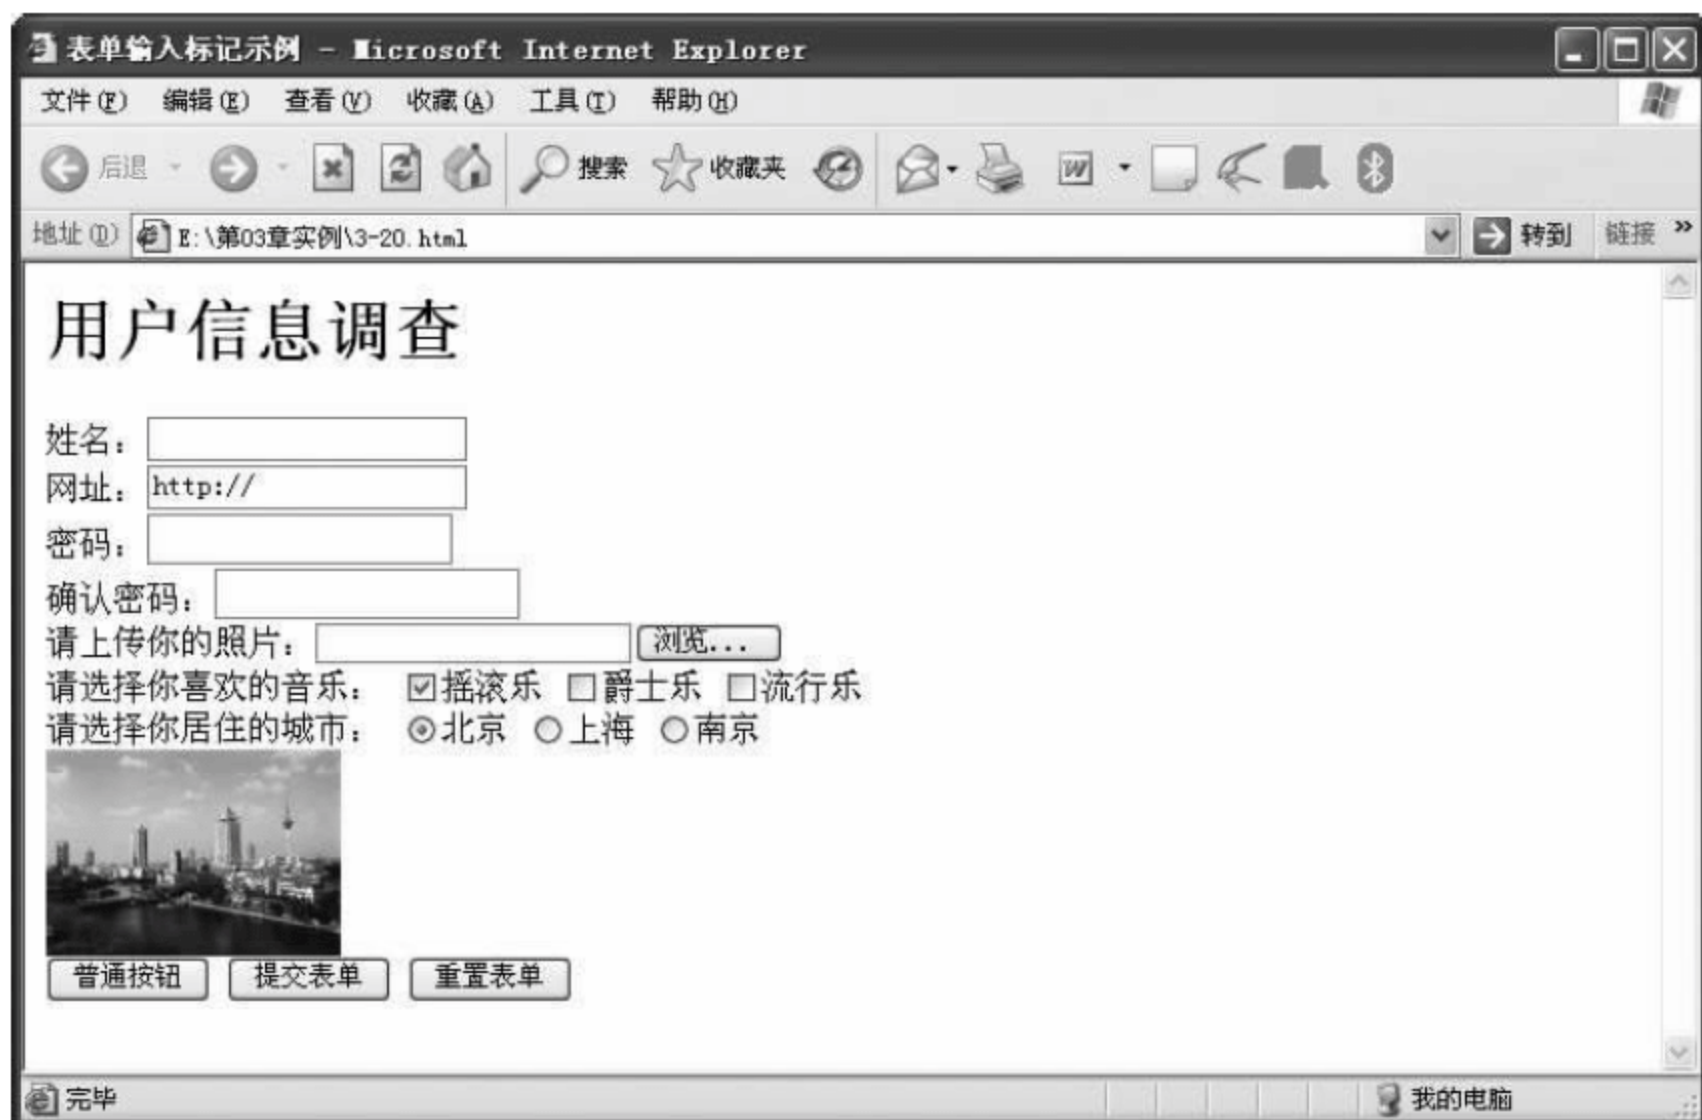 表单输入标记示例 - Microsoft Internet Explorer
文件(F) 编辑(E) 查看(V) 收藏(A) 工具(T) 帮助(H)
后退 搜索 收藏夹 W
地址(D) E:\第03章实例\3-20.html 转到 链接 »
用户信息调查
姓名：
网址：http://
密码：
确认密码：
请上传你的照片： 浏览...
请选择你喜欢的音乐： 摇滚乐 爵士乐 流行乐
请选择你居住的城市： 北京 上海 南京
普通按钮 提交表单 重置表单
完毕 我的电脑